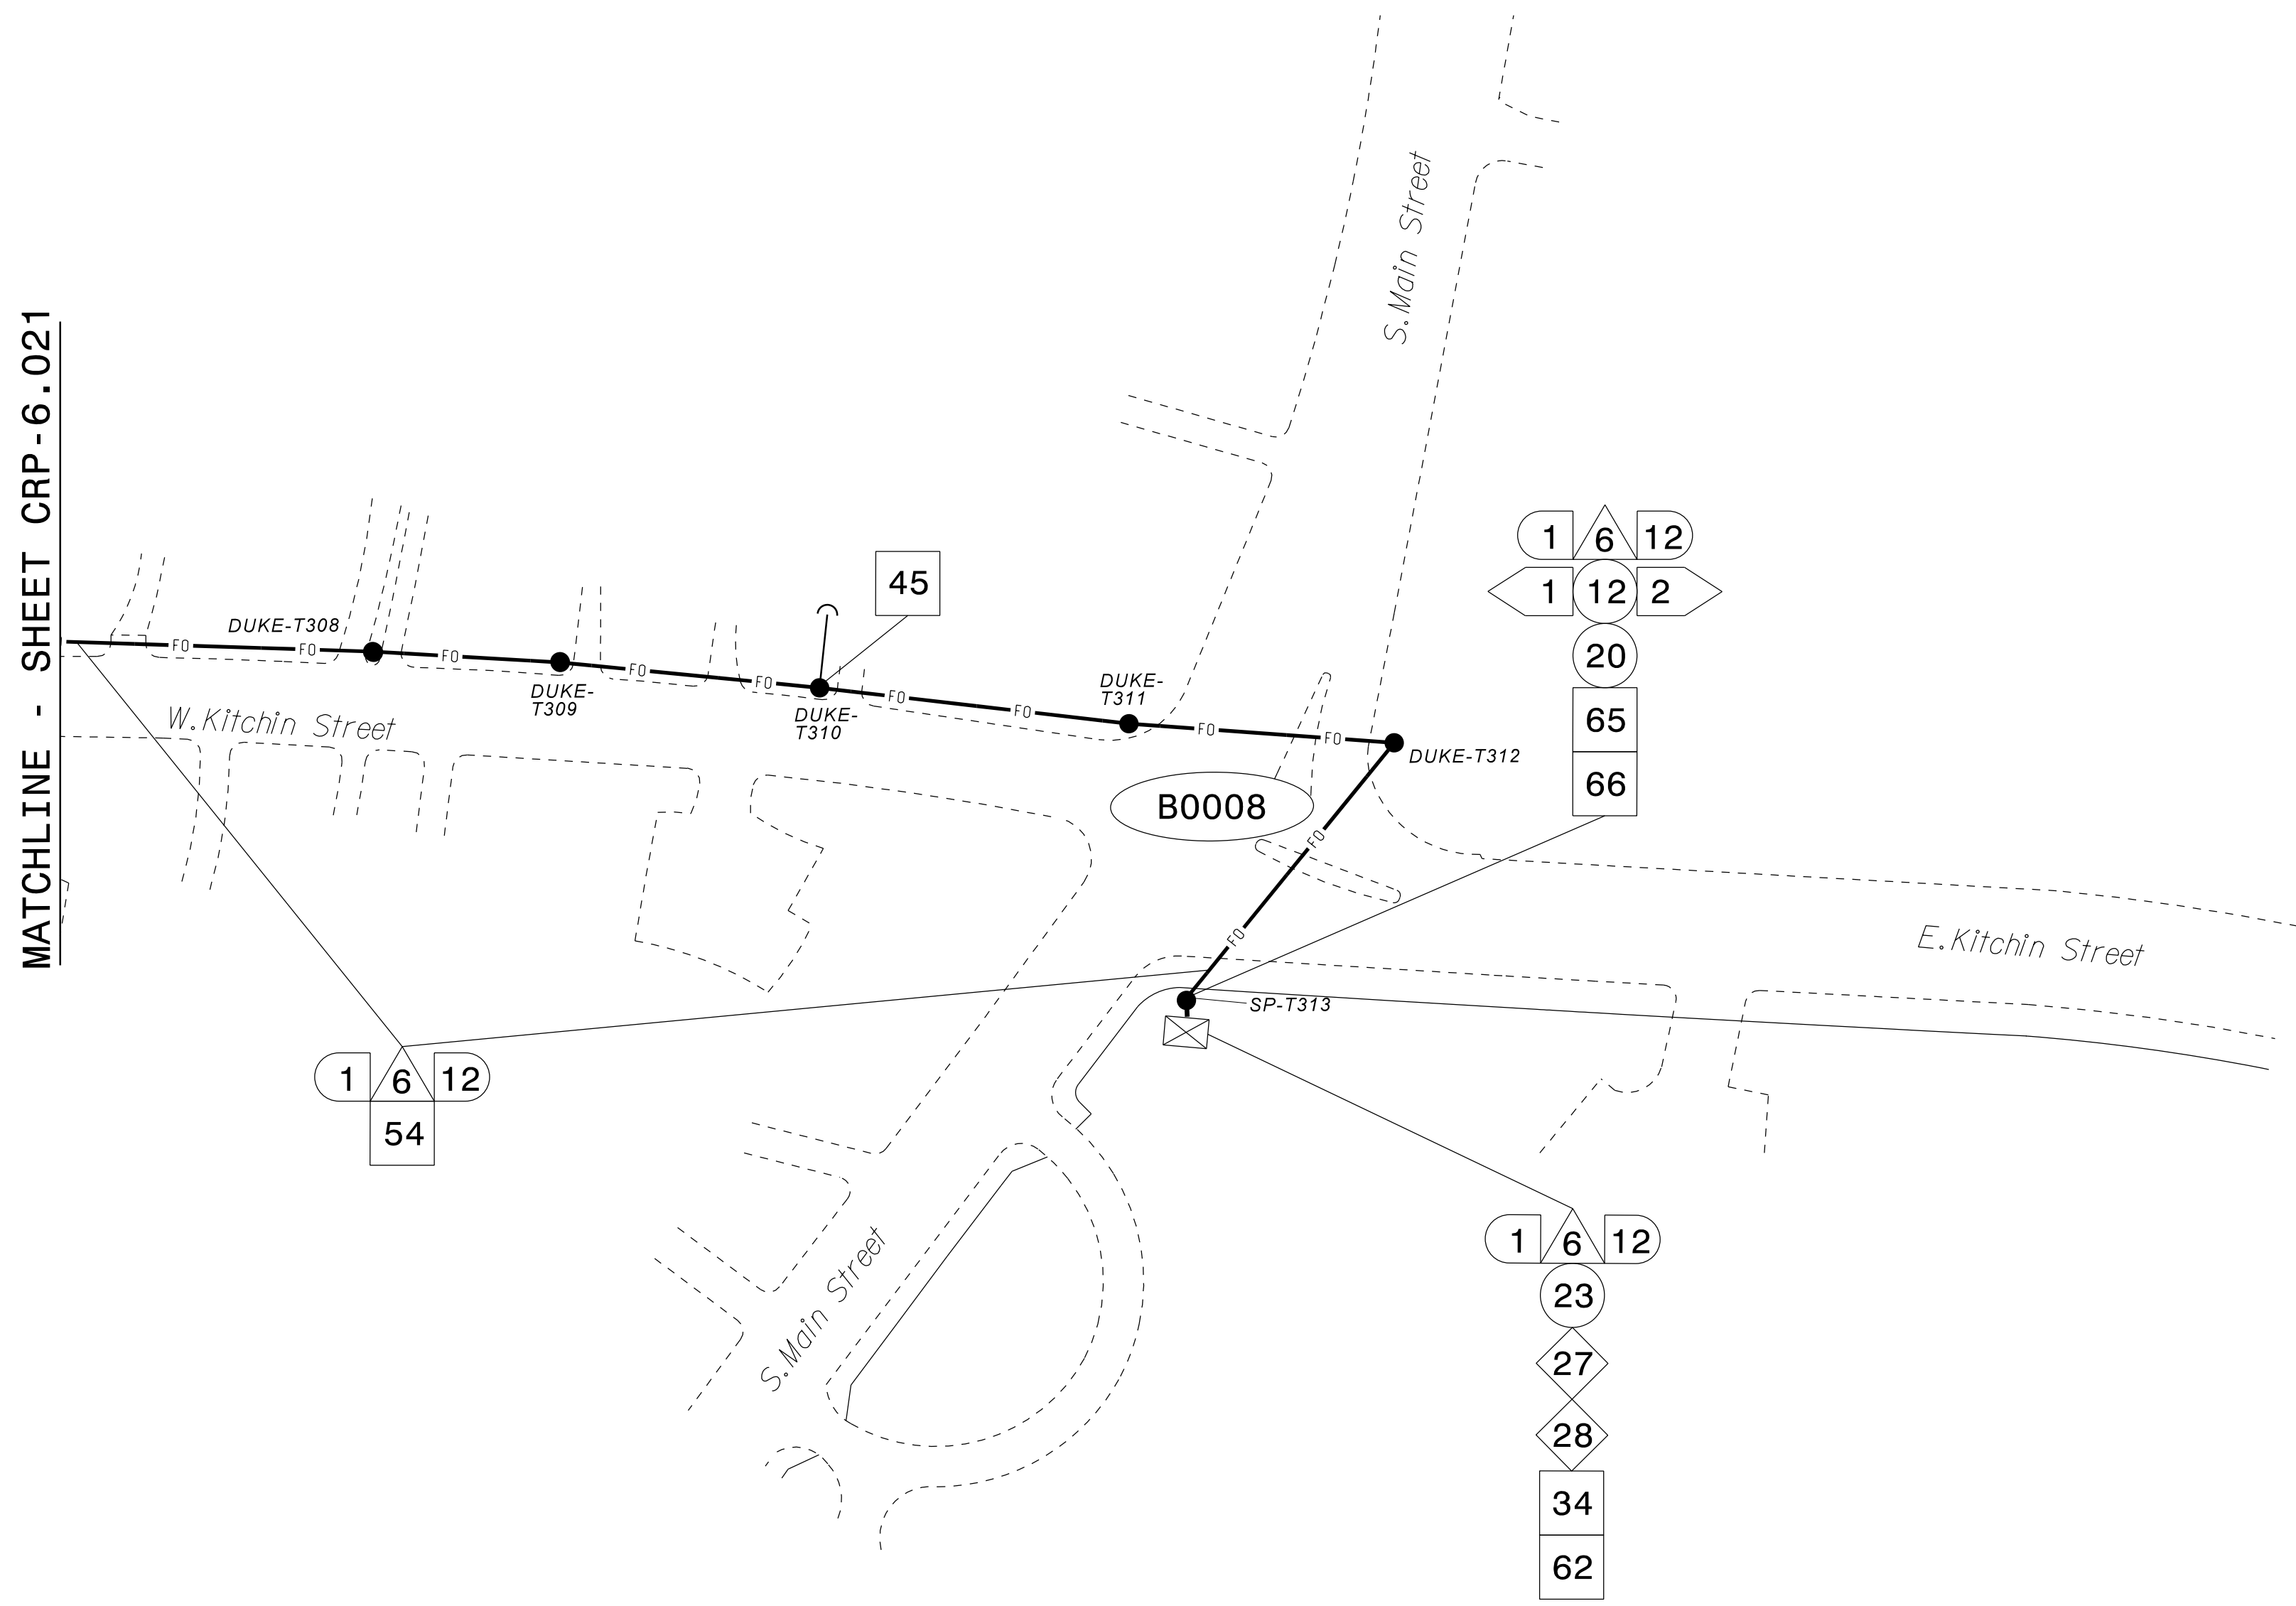 MATCHLINE - SHEET CRP-6.021
S.Main Street
1 6 12
1 12 2
20
65
66
45
DUKE-T308
FO FO FO FO FO FO FO FO FO
DUKE-
T309
DUKE-
T310
DUKE-
T311
DUKE-T312
W.Kitchin Street
B0008
FO
FO
E.Kitchin Street
SP-T313
1 6 12
54
S.Main Street
1 6 12
23
27
28
34
62